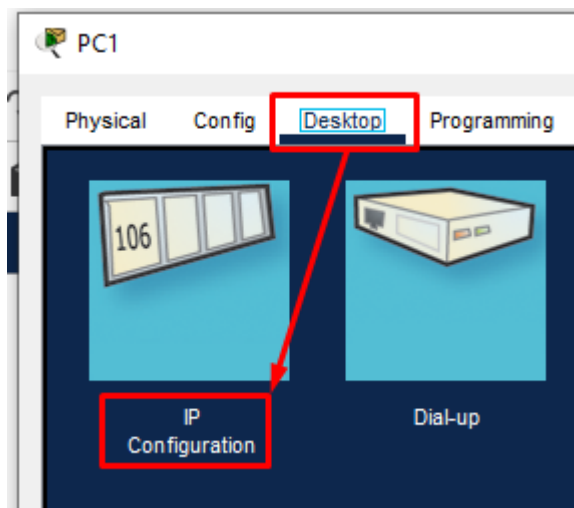 PC1
Physical Config Desktop Programming
106
IP
Configuration
Dial-up